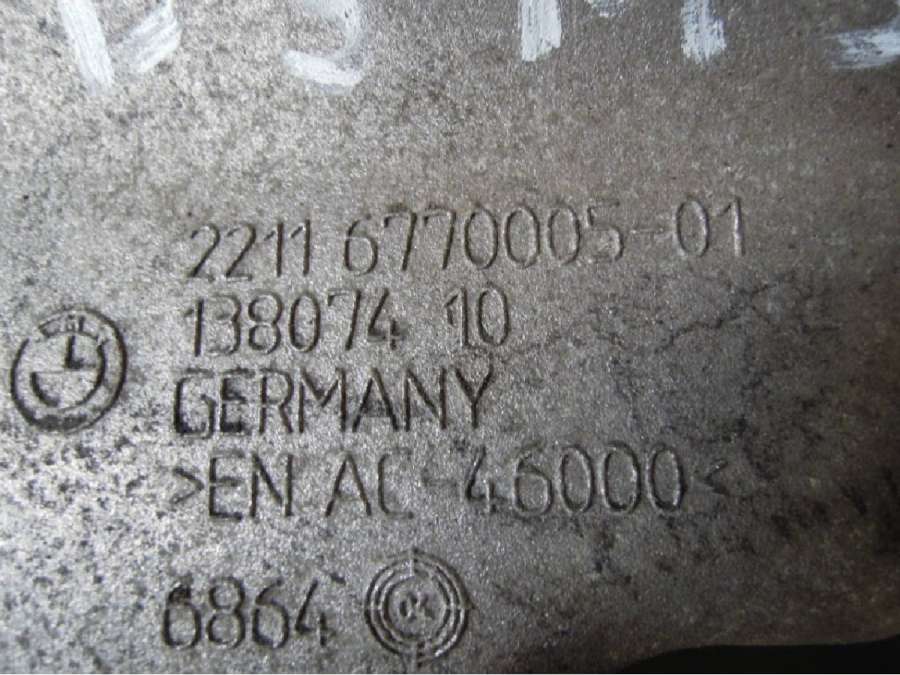 2211 6770005-01
138074 10
GERMANY
>EN AC-46000<
6864